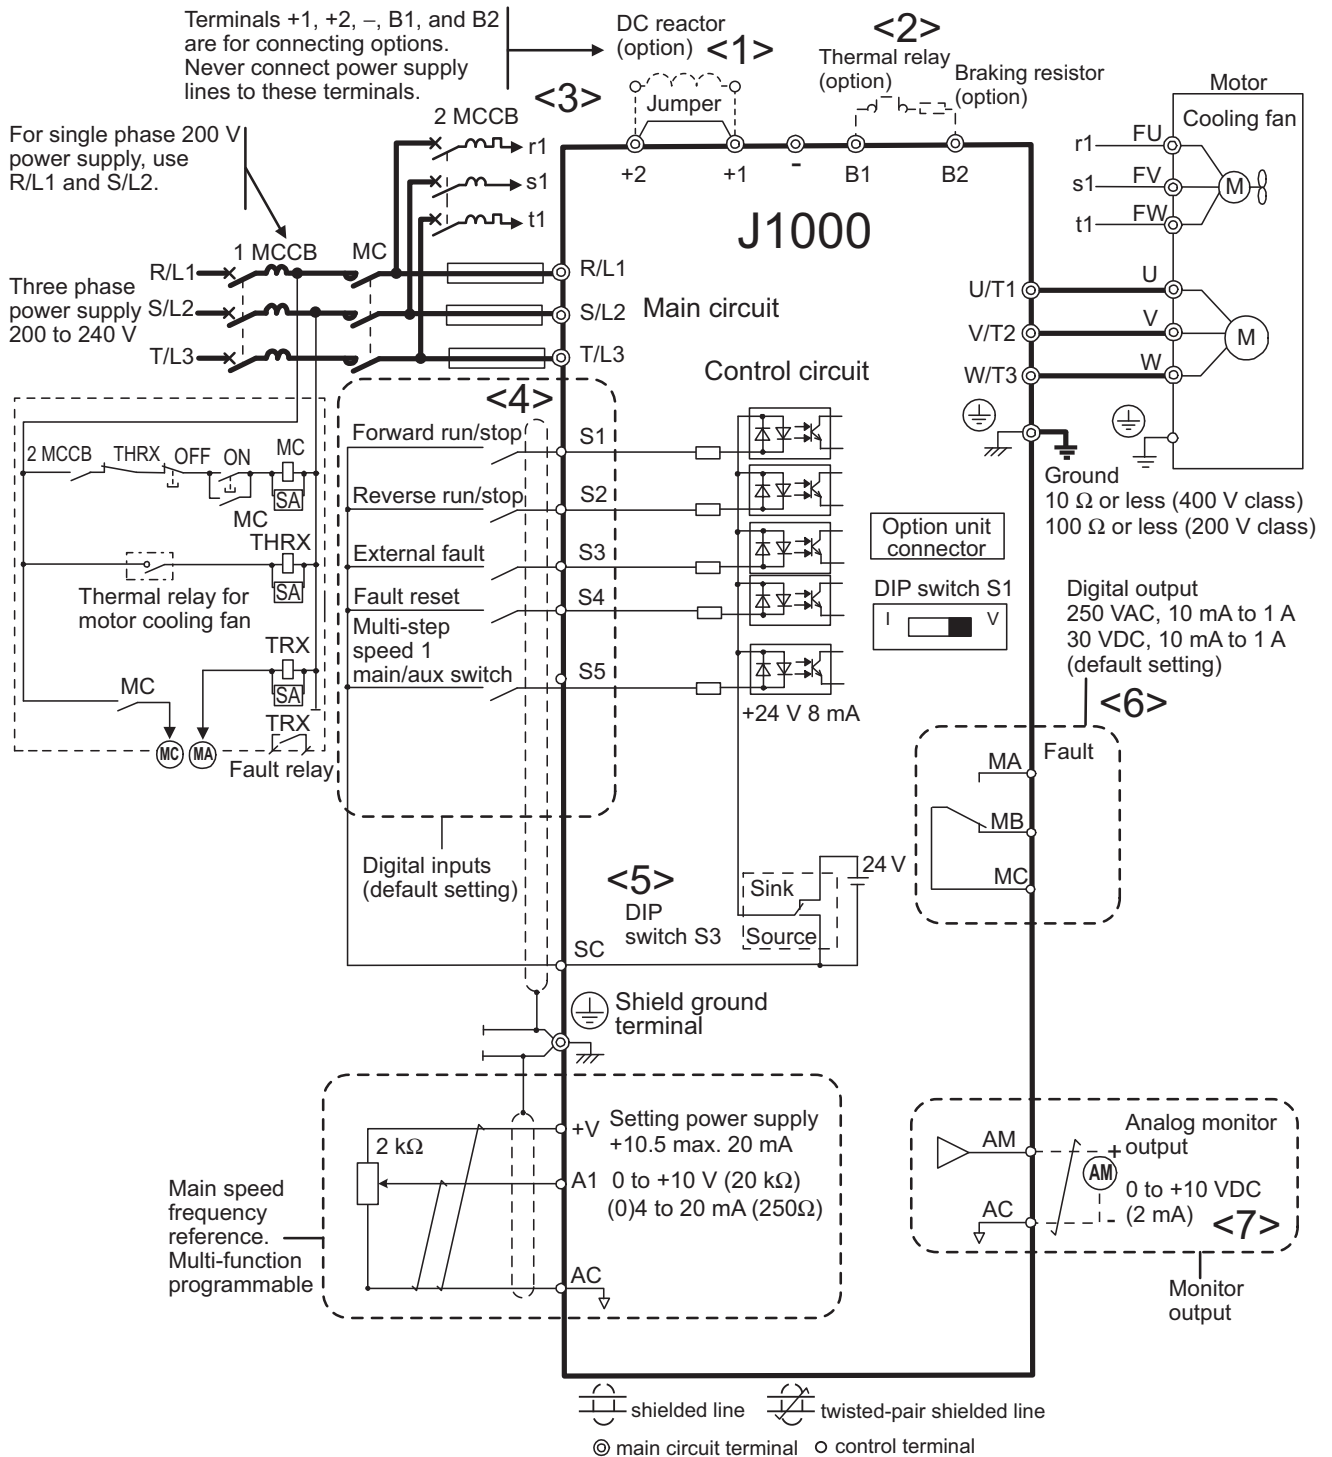 Terminals +1, +2, –, B1, and B2
are for connecting options.
Never connect power supply
lines to these terminals.
DC reactor
(option)
<1>
<2>
Thermal relay
(option)
Braking resistor
(option)
Jumper
<3>
2 MCCB
r1
s1
t1
+2
+1
-
B1
B2
Motor
Cooling fan
r1
FU
s1
FV
t1
FW
M
For single phase 200 V
power supply, use
R/L1 and S/L2.
J1000
1 MCCB
MC
R/L1
R/L1
Three phase
power supply
200 to 240 V
S/L2
S/L2
T/L3
T/L3
Main circuit
U/T1
U
V/T2
V
W/T3
W
M
Control circuit
Ground
10 Ω or less (400 V class)
100 Ω or less (200 V class)
<4>
Forward run/stop
S1
Reverse run/stop
S2
External fault
S3
Fault reset
S4
Multi-step
speed 1
main/aux switch
S5
2 MCCB
THRX
OFF
ON
MC
SA
MC
THRX
SA
Thermal relay for
motor cooling fan
TRX
SA
MC
TRX
MC
MA
Fault relay
Option unit
connector
DIP switch S1
I
V
+24 V 8 mA
Digital output
250 VAC, 10 mA to 1 A
30 VDC, 10 mA to 1 A
(default setting)
<6>
MA
Fault
MB
MC
Digital inputs
(default setting)
<5>
DIP
switch S3
Sink
Source
24 V
SC
Shield ground
terminal
Main speed
frequency
reference.
Multi-function
programmable
2 kΩ
+V
Setting power supply
+10.5 max. 20 mA
A1
0 to +10 V (20 kΩ)
(0)4 to 20 mA (250Ω)
AC
AM
+
AM
AC
-
Analog monitor
output
0 to +10 VDC
(2 mA)
<7>
Monitor
output
shielded line
twisted-pair shielded line
main circuit terminal
control terminal